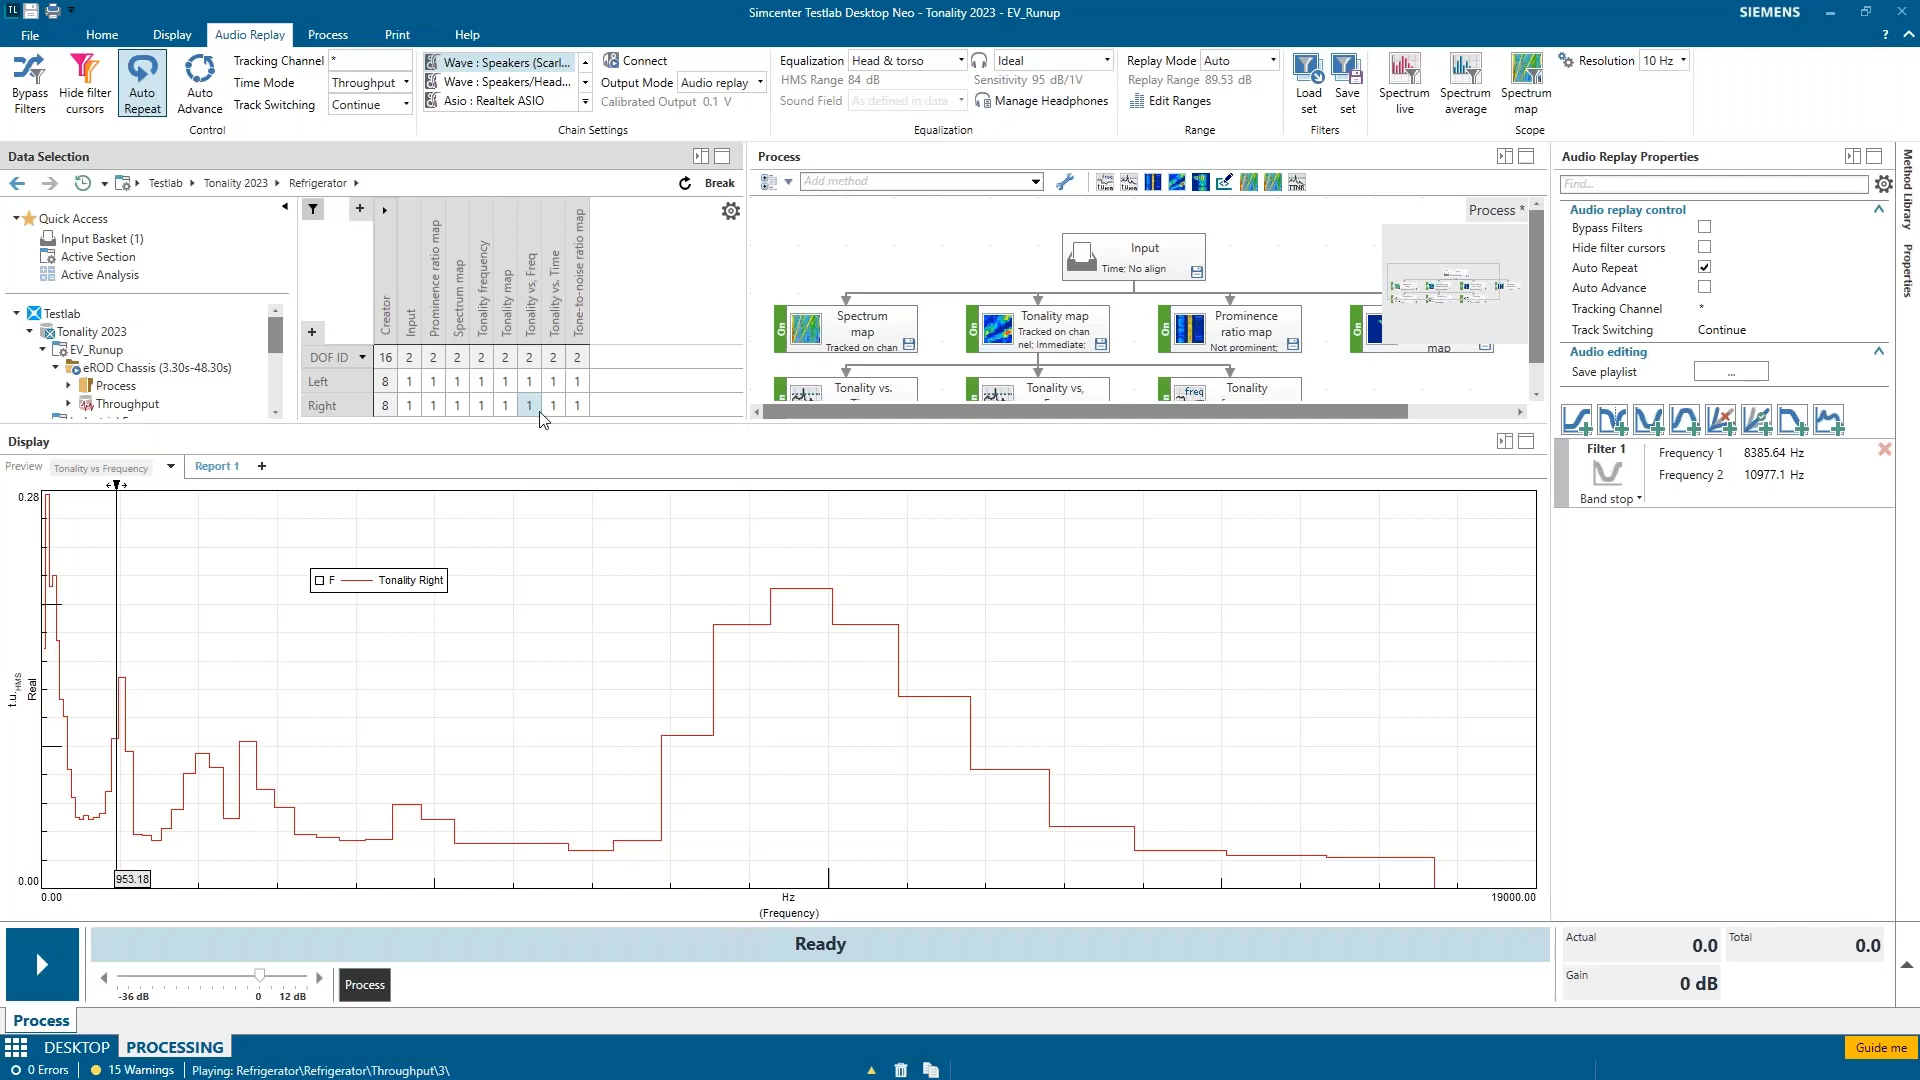 TL
Simcenter Testlab Desktop Neo - Tonality 2023 - EV_Runup
SIEMENS
File Home Display Audio Replay Process Print Help
?
Bypass Filters
Hide filter cursors
Auto Repeat
Auto Advance
Tracking Channel *
Time Mode Throughput
Track Switching Continue
Control
Wave : Speakers (Scarl...
Wave : Speakers/Head...
Asio : Realtek ASIO
Connect
Output Mode Audio replay
Calibrated Output 0.1 V
Chain Settings
Equalization Head & torso
HMS Range 84 dB
Sound Field As defined in data
Ideal
Sensitivity 95 dB/1V
Manage Headphones
Equalization
Replay Mode Auto
Replay Range 89.53 dB
Edit Ranges
Range
Load set
Save set
Filters
Spectrum live
Spectrum average
Spectrum map
Resolution 10 Hz
Scope
Data Selection
Testlab Tonality 2023 Refrigerator
Break
Quick Access
Input Basket (1)
Active Section
Active Analysis
Testlab
Tonality 2023
EV_Runup
eROD Chassis (3.30s-48.30s)
Process
Throughput
Creator
Input
Prominence ratio map
Spectrum map
Tonality frequency
Tonality map
Tonality vs, Freq
Tonality vs. Time
Tone-to-noise ratio map
DOF ID 16 2 2 2 2 2 2 2 2
Left 8 1 1 1 1 1 1 1 1
Right 8 1 1 1 1 1 1 1 1
Process
Add method
Process *
Input
Time; No align
On
Spectrum map
Tracked on chan
On
Tonality map
Tracked on chan
nel; Immediate;
On
Prominence ratio map
Not prominent;
On
map
Tonality vs.
Tonality vs,
freq
Tonality
Audio Replay Properties
Find...
Audio replay control
Bypass Filters
Hide filter cursors
Auto Repeat
Auto Advance
Tracking Channel *
Track Switching Continue
Audio editing
Save playlist ...
Filter 1
Band stop
Frequency 1 8385.64 Hz
Frequency 2 10977.1 Hz
Method Library
Properties
Display
Preview Tonality vs Frequency
Report 1 +
0.28
t.u.HMS
Real
0.00
F Tonality Right
953.18
0.00
Hz
(Frequency)
19000.00
Ready
-36 dB 0 12 dB
Process
Actual 0.0
Total 0.0
Gain 0 dB
Process
DESKTOP PROCESSING
Guide me
0 Errors 15 Warnings Playing: Refrigerator\Refrigerator\Throughput\3\